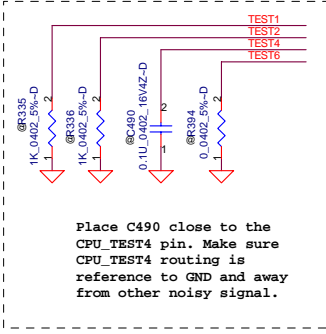 TEST1
TEST2
TEST4
TEST6
2
2
2
2
@R335
1K_0402_5%~D
@R336
1K_0402_5%~D
@C490
0.1U_0402_16V4Z~D
@R394
0_0402_5%~D
1
1
1
1
Place C490 close to the
CPU_TEST4 pin. Make sure
CPU_TEST4 routing is
reference to GND and away
from other noisy signal.